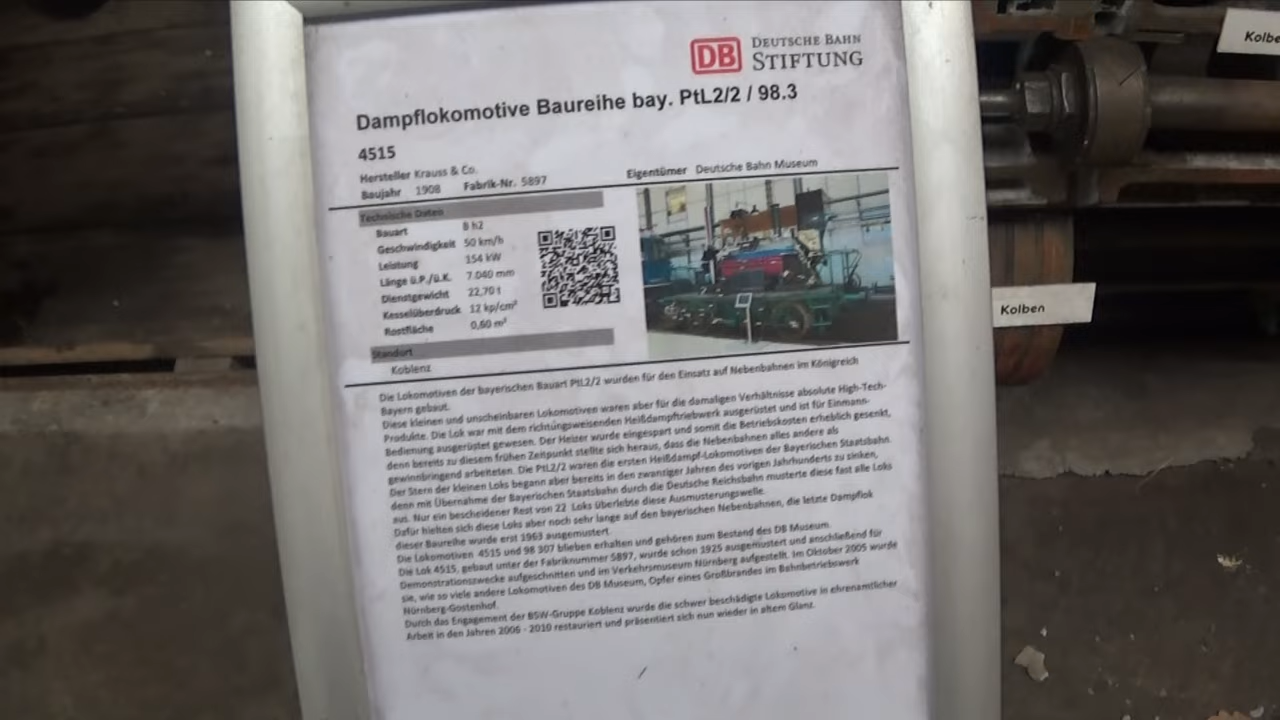 DB DEUTSCHE BAHN
STIFTUNG
Dampflokomotive Baureihe bay. PtL2/2 / 98.3
4515
Hersteller Krauss & Co.
Baujahr 1908 Fabrik-Nr. 5897
Eigentümer Deutsche Bahn Museum
Technische Daten
Bauart B h2
Geschwindigkeit 50 km/h
Leistung 154 kW
Länge ü.P./ü.K. 7.040 mm
Dienstgewicht 22,70 t
Kesselüberdruck 12 kp/cm²
Rostfläche 0,60 m²
Standort
Koblenz
Die Lokomotiven der bayerischen Bauart PtL2/2 wurden für den Einsatz auf Nebenbahnen im Königreich
Bayern gebaut.
Diese kleinen und unscheinbaren Lokomotiven waren aber für die damaligen Verhältnisse absolute High-Tech-
Produkte. Die Lok war mit dem richtungsweisenden Heißdampftriebwerk ausgerüstet und ist für Einmann-
Bedienung ausgerüstet gewesen. Der Heizer wurde eingespart und somit die Betriebskosten erheblich gesenkt,
denn bereits zu diesem frühen Zeitpunkt stellte sich heraus, dass die Nebenbahnen alles andere als
gewinnbringend arbeiteten. Die PtL2/2 waren die ersten Heißdampf-Lokomotiven der Bayerischen Staatsbahn.
Der Stern der kleinen Loks begann aber bereits in den zwanziger Jahren des vorigen Jahrhunderts zu sinken,
denn mit Übernahme der Bayerischen Staatsbahn durch die Deutsche Reichsbahn musterte diese fast alle Loks
aus. Nur ein bescheidener Rest von 22 Loks überlebte diese Ausmusterungswelle.
Dafür hielten sich diese Loks aber noch sehr lange auf den bayerischen Nebenbahnen, die letzte Dampflok
dieser Baureihe wurde erst 1963 ausgemustert.
Die Lokomotiven 4515 und 98 307 blieben erhalten und gehören zum Bestand des DB Museum.
Die Lok 4515, gebaut unter der Fabriknummer 5897, wurde schon 1925 ausgemustert und anschließend für
Demonstrationszwecke aufgeschnitten und im Verkehrsmuseum Nürnberg aufgestellt. Im Oktober 2005 wurde
sie, wie so viele andere Lokomotiven des DB Museum, Opfer eines Großbrandes im Bahnbetriebswerk
Nürnberg-Gostenhof.
Durch das Engagement der BSW-Gruppe Koblenz wurde die schwer beschädigte Lokomotive in ehrenamtlicher
Arbeit in den Jahren 2006 - 2010 restauriert und präsentiert sich nun wieder in altem Glanz.
Kolbe
Kolben